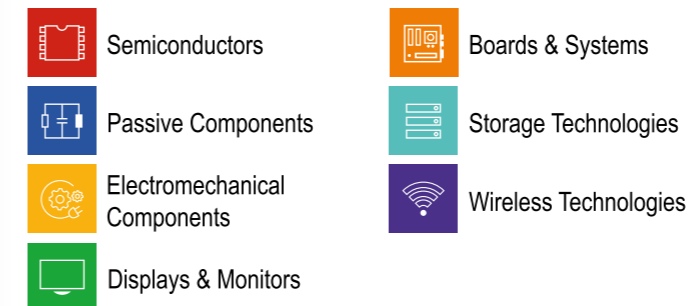 Semiconductors
Passive Components
Electromechanical
Components
Displays & Monitors
Boards & Systems
Storage Technologies
Wireless Technologies